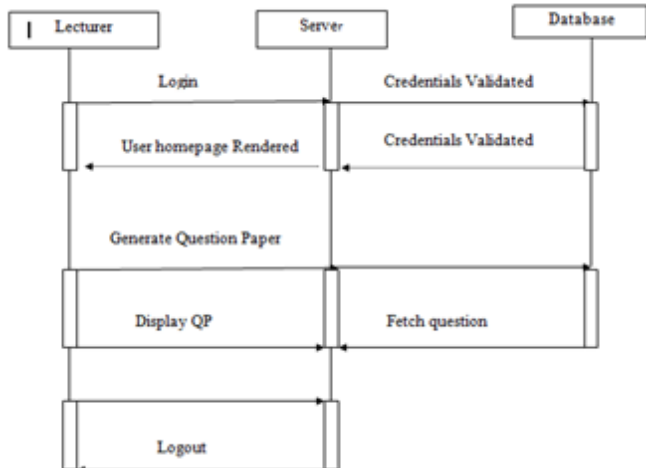 Lecturer
Server
Database
Login
Credentials Validated
User homepage Rendered
Credentials Validated
Generate Question Paper
Display QP
Fetch question
Logout